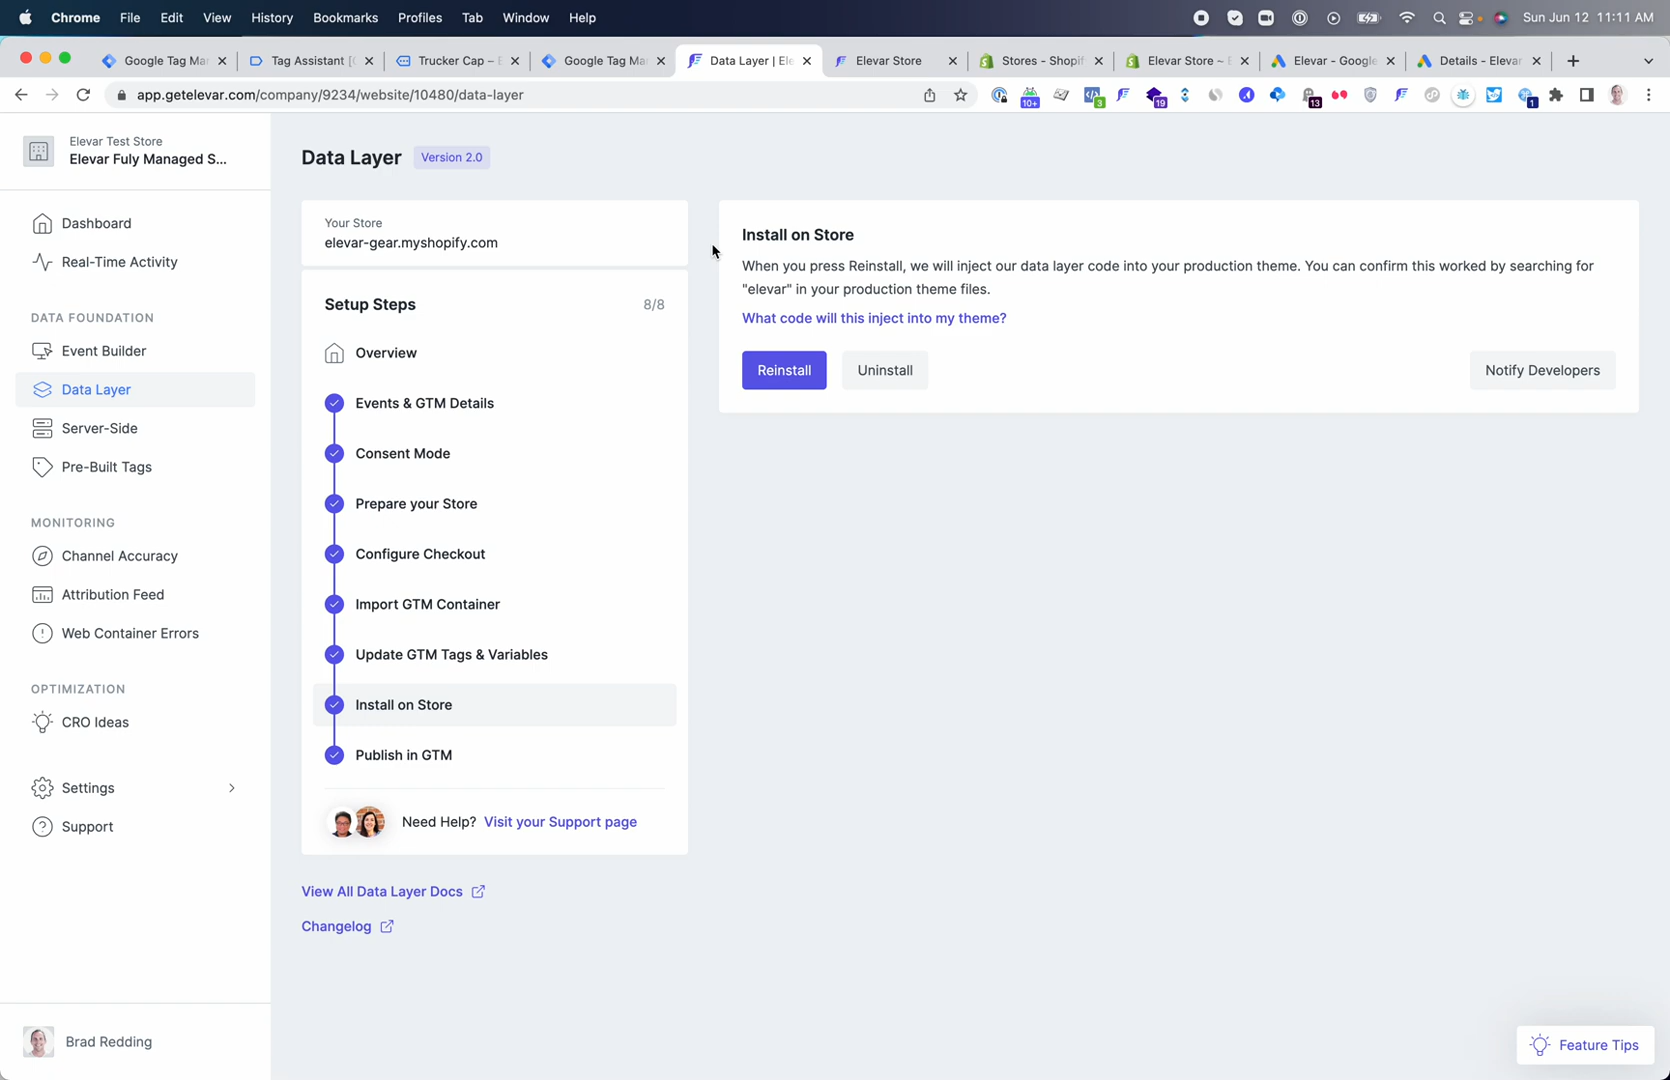 Chrome File Edit View History Bookmarks Profiles Tab Window Help Sun Jun 12 11:11 AM
Google Tag Ma Tag Assistant [ Trucker Cap – Google Tag Ma Data Layer | Ele Elevar Store Stores - Shopif Elevar Store ~ E Elevar - Google Details - Elevar
app.getelevar.com/company/9234/website/10480/data-layer 10+ 3 19 13 1
Elevar Test Store
Elevar Fuly Managed S...
Dashboard
Real-Time Activity
DATA FOUNDATION
Event Builder
Data Layer
Server-Side
Pre-Built Tags
MONITORING
Channel Accuracy
Attribution Feed
Web Container Errors
OPTIMIZATION
CRO Ideas
Settings
Support
Brad Redding
Data Layer Version 2.0
Your Store
elevar-gear.myshopify.com
Setup Steps 8/8
Overview
Events & GTM Details
Consent Mode
Prepare your Store
Configure Checkout
Import GTM Container
Update GTM Tags & Variables
Install on Store
Publish in GTM
Need Help? Visit your Support page
View All Data Layer Docs
Changelog
Install on Store
When you press Reinstall, we will inject our data layer code into your production theme. You can confirm this worked by searching for
"elevar" in your production theme files.
What code will this inject into my theme?
Reinstall Uninstall Notify Developers
Feature Tips